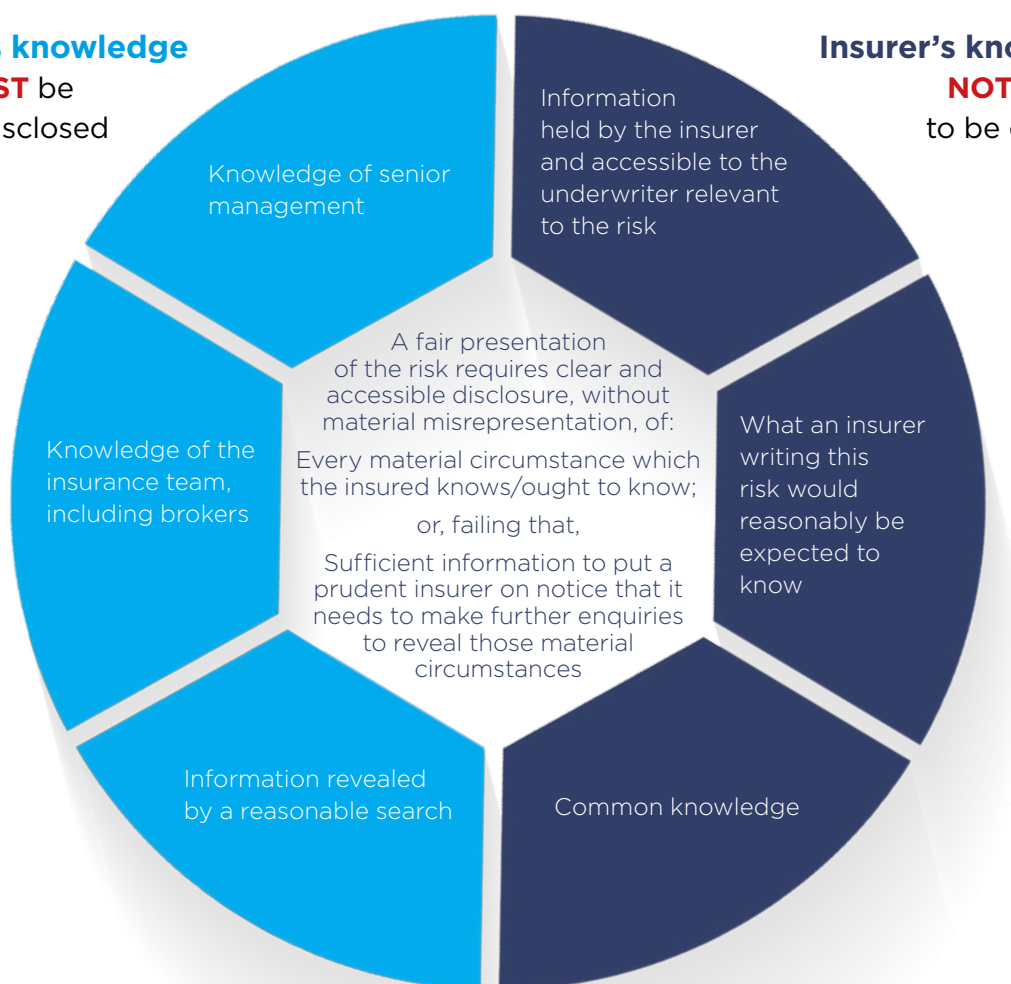 knowledge
be
Insurer's
NOT
to be
Knowledge of senior
management
Information
held by the insurer
and accessible to the
underwriter relevant
to the risk
Knowledge of the
insurance team,
including brokers
A fair presentation
of the risk requires clear and
accessible disclosure, without
material misrepresentation, of:
Every material circumstance which
the insured knows/ought to know;
or, failing that,
Sufficient information to put a
prudent insurer on notice that it
needs to make further enquiries
to reveal those material
circumstances
What an insurer
writing this
risk would
reasonably be
expected to
know
Information revealed
by a reasonable search
Common knowledge